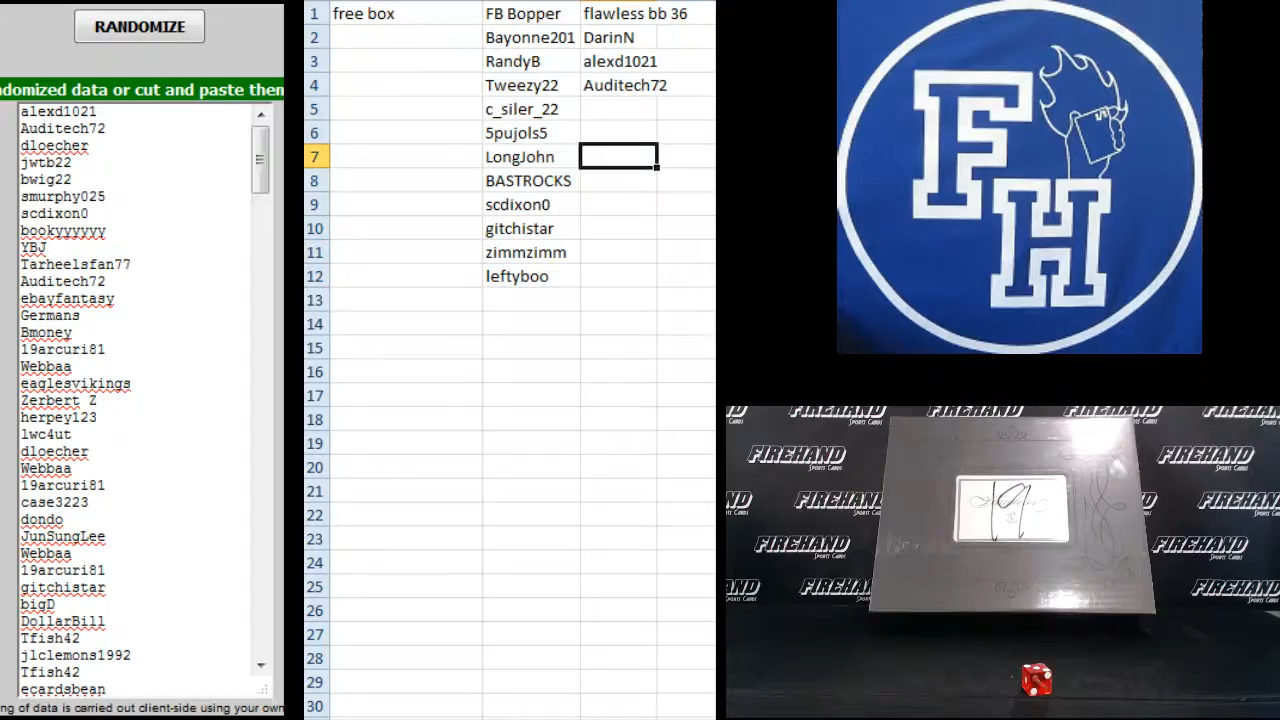 RANDOMIZE
ndomized data or cut and paste then
alexd1021
Auditech72
dloecher
jwtb22
bwig22
smurphy025
scdixon0
bookyyyyyy
YBJ
Tarheelsfan77
Auditech72
ebayfantasy
Germans
Bmoney
19arcuri81
Webbaa
eaglesvikings
Zerbert Z
herpey123
lwc4ut
dloecher
Webbaa
19arcuri81
case3223
dondo
JunSungLee
Webbaa
19arcuri81
gitchistar
bigD
DollarBill
Tfish42
jlclemons1992
Tfish42
ecardsbean
ng of data is carried out client-side using your own
1 free box FB Bopper flawless bb 36
2 Bayonne201 DarinN
3 RandyB alexd1021
4 Tweezy22 Auditech72
5 c_siler_22
6 5pujols5
7 LongJohn
8 BASTROCKS
9 scdixon0
10 gitchistar
11 zimmzimm
12 leftyboo
13
14
15
16
17
18
19
20
21
22
23
24
25
26
27
28
29
30
FH
FIREHAND
SPORTS CARDS
19